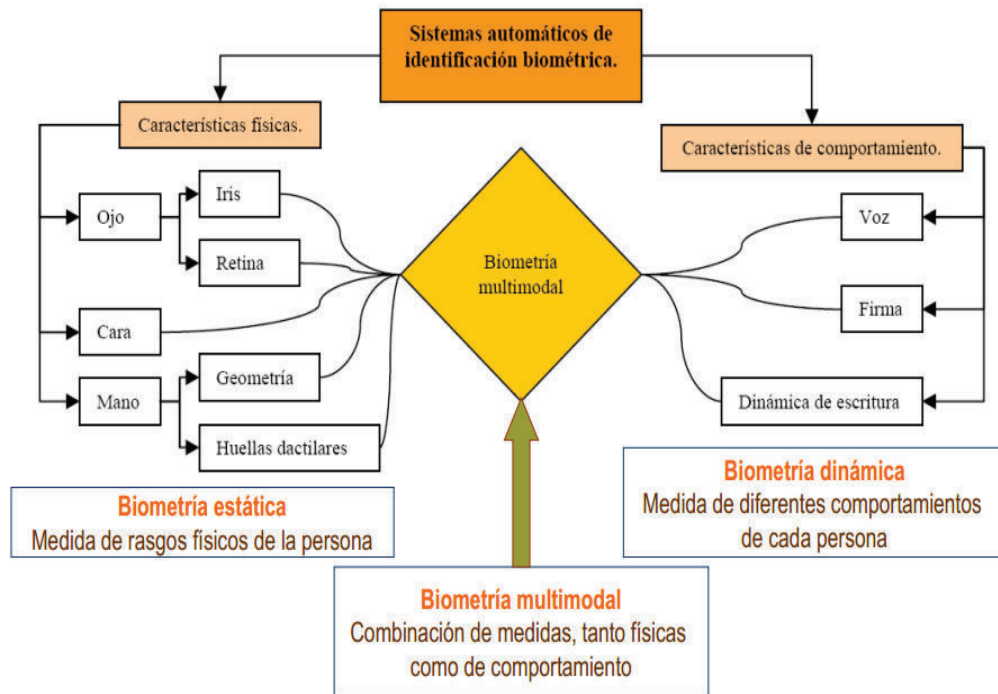 Sistemas automáticos de
identificación biométrica.
Características físicas.
Características de comportamiento.
Ojo
Iris
Retina
Cara
Mano
Geometría
Huellas dactilares
Biometría
multimodal
Voz
Firma
Dinámica de escritura
Biometría estática
Medida de rasgos físicos de la persona
Biometría dinámica
Medida de diferentes comportamientos
de cada persona
Biometría multimodal
Combinación de medidas, tanto físicas
como de comportamiento